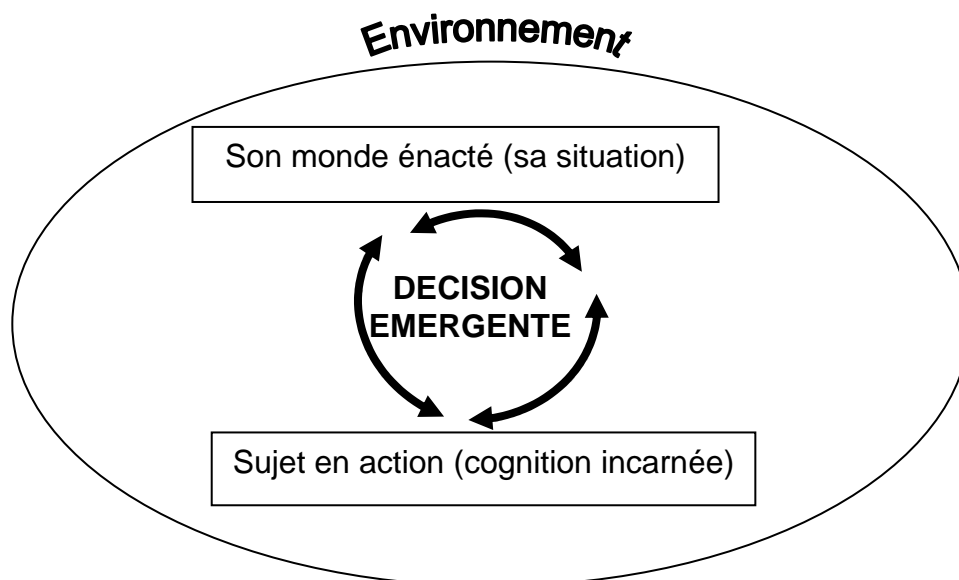 Environnement
Son monde énacté (sa situation)
DECISION
EMERGENTE
Sujet en action (cognition incarnée)